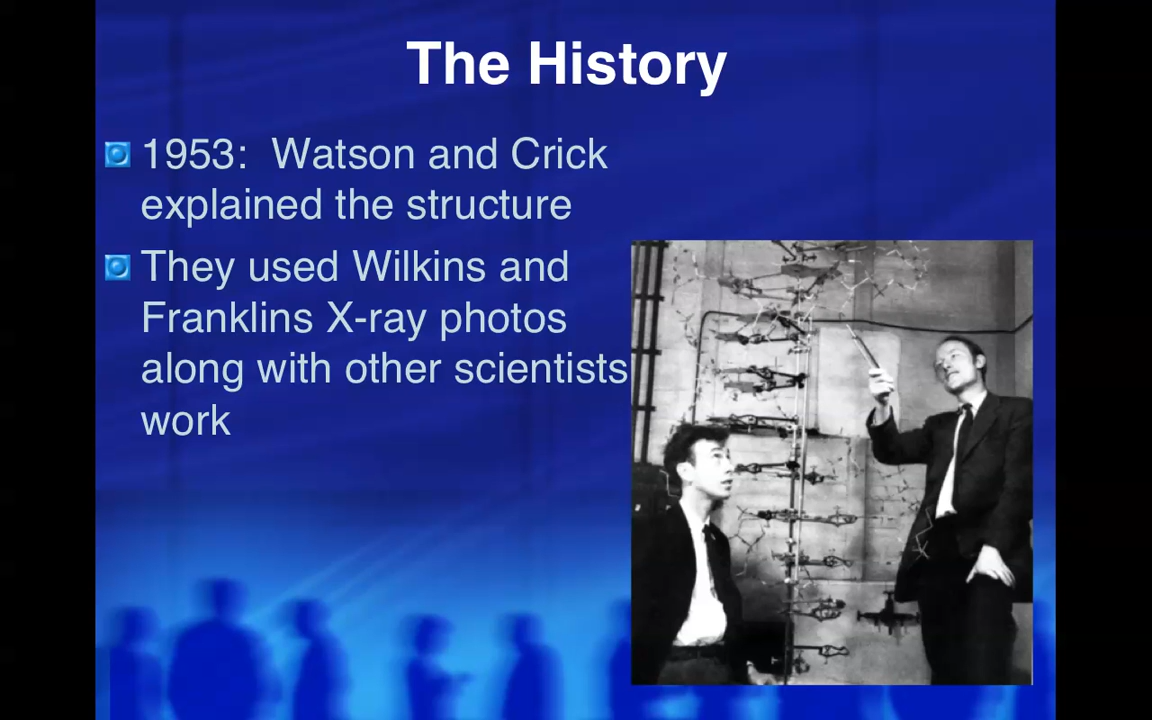 The History
1953:  Watson and Crick
explained the structure
They used Wilkins and
Franklins X-ray photos
along with other scientists
work